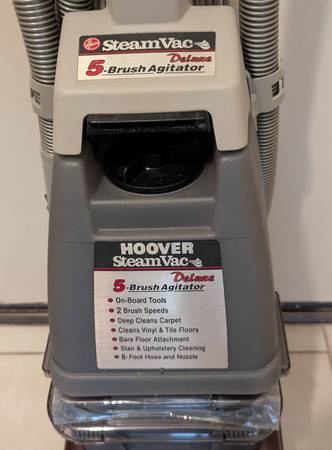 Hoover SteamVac
Deluxe
5-Brush Agitator
HOOVER
SteamVac
Deluxe
5-Brush Agitator
On-Board Tools
2 Brush Speeds
Deep Cleans Carpet
Cleans Vinyl & Tile Floors
Bare Floor Attachment
Stair & Upholstery Cleaning
8-Foot Hose and Nozzle